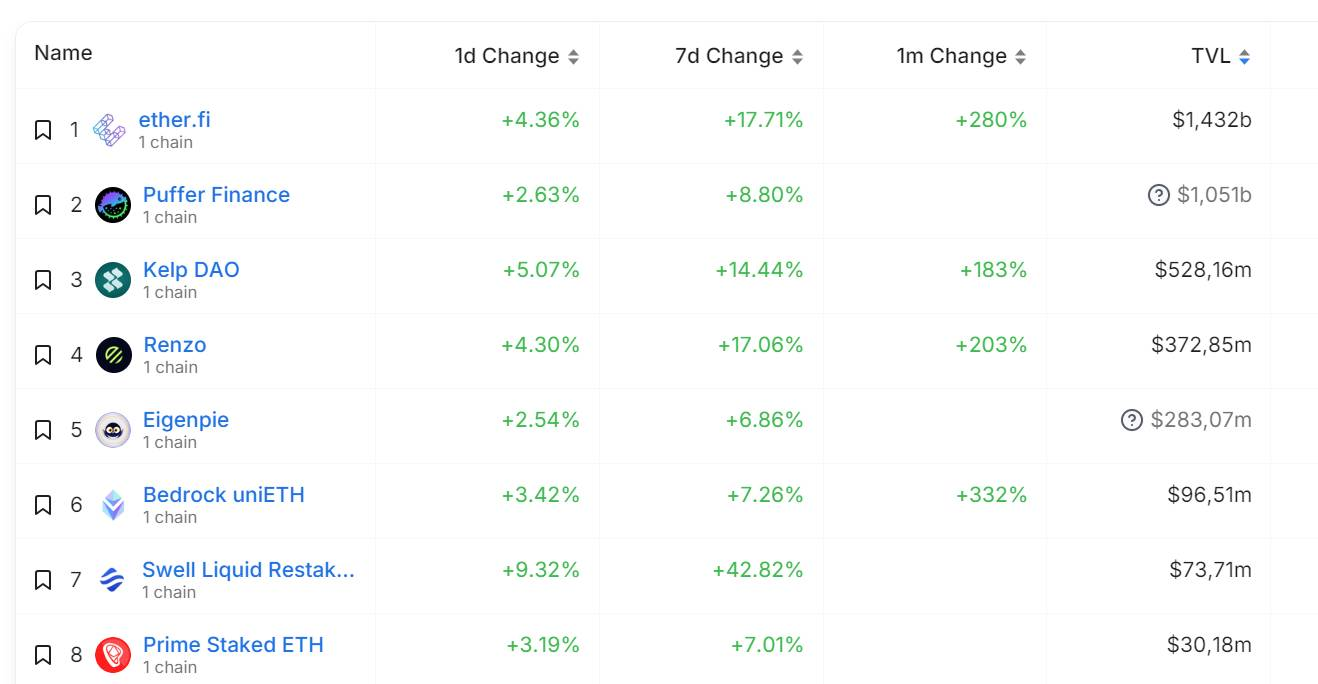 Name 1d Change 7d Change 1m Change TVL
1 ether.fi +4.36% +17.71% +280% $1,432b
1 chain
2 Puffer Finance +2.63% +8.80% $1,051b
1 chain
3 Kelp DAO +5.07% +14.44% +183% $528,16m
1 chain
4 Renzo +4.30% +17.06% +203% $372,85m
1 chain
5 Eigenpie +2.54% +6.86% $283,07m
1 chain
6 Bedrock uniETH +3.42% +7.26% +332% $96,51m
1 chain
7 Swell Liquid Restak... +9.32% +42.82% $73,71m
1 chain
8 Prime Staked ETH +3.19% +7.01% $30,18m
1 chain